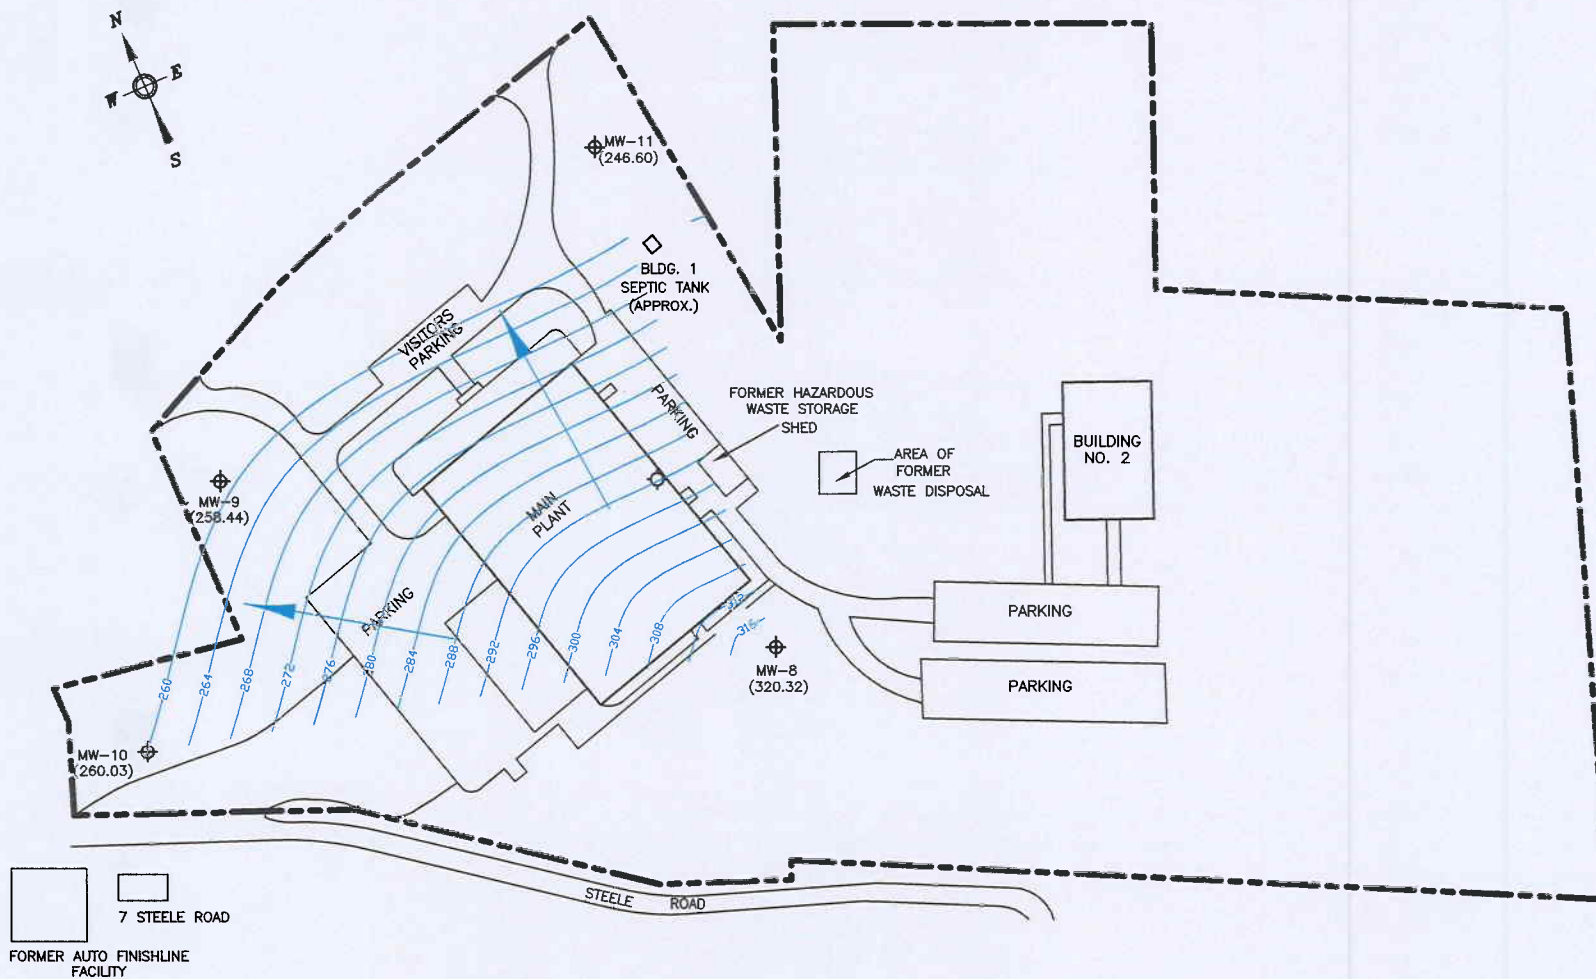 N
E
W
S
MW-11
(246.60)
BLDG. 1
SEPTIC TANK
(APPROX.)
VISITORS
PARKING
PARKING
FORMER HAZARDOUS
WASTE STORAGE
SHED
AREA OF
FORMER
WASTE DISPOSAL
BUILDING
NO. 2
MW-9
(258.44)
MAIN
PLANT
PARKING
PARKING
PARKING
260
264
268
272
276
280
284
288
292
296
300
304
308
312
316
MW-8
(320.32)
MW-10
(260.03)
STEELE ROAD
7 STEELE ROAD
FORMER AUTO FINISHLINE
FACILITY